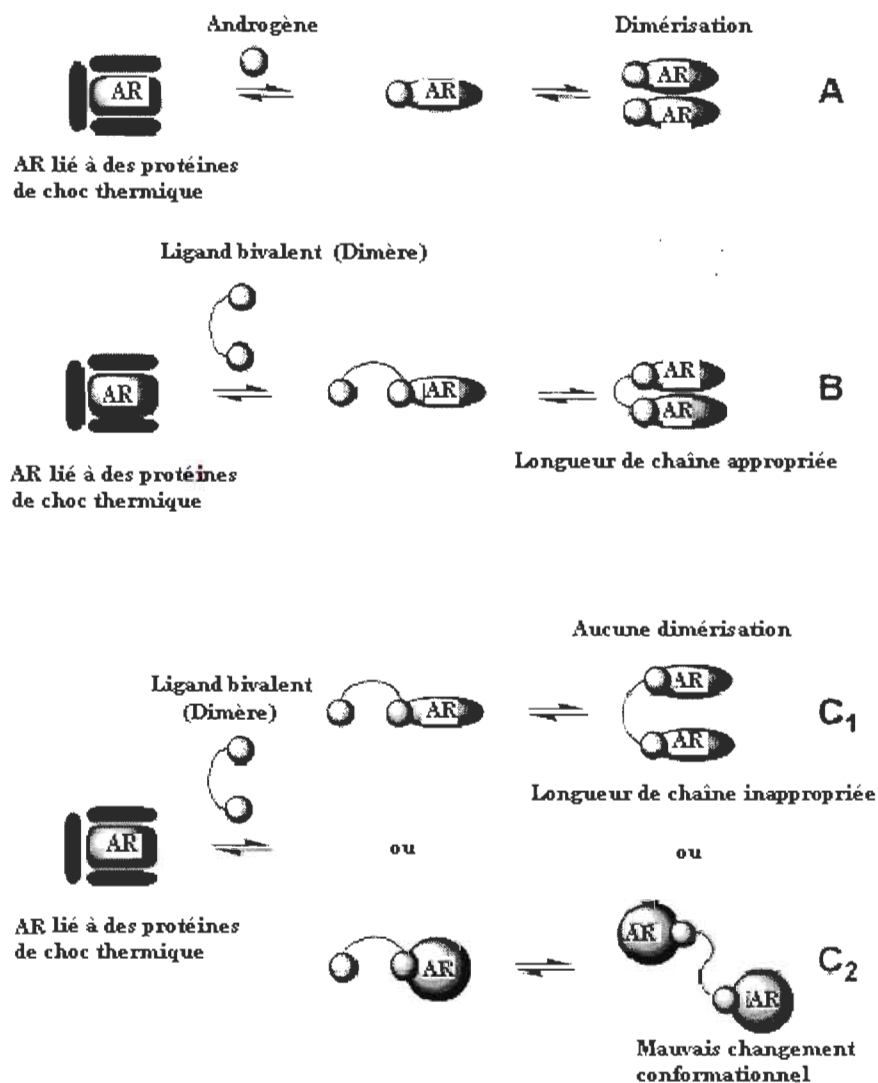 Androgène
Dimérisation
AR
AR
AR
AR
A
AR lié à des protéines
de choc thermique
Ligand bivalent (Dimère)
AR
AR
AR
AR
B
AR lié à des protéines
de choc thermique
Longueur de chaîne appropriée
Aucune dimérisation
Ligand bivalent
(Dimère)
AR
AR
AR
C1
Longueur de chaîne inappropriée
AR
ou
ou
AR lié à des protéines
de choc thermique
AR
AR
AR
C2
Mauvais changement
conformationnel